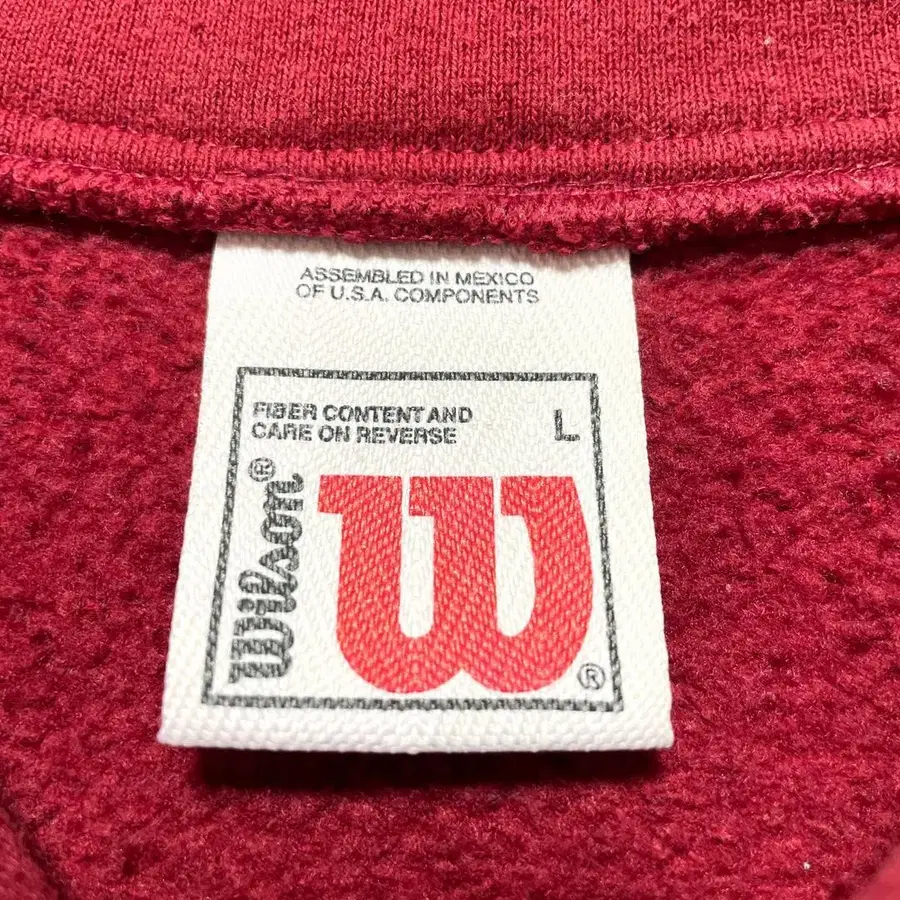 ASSEMBLED IN MEXICO
OF U.S.A. COMPONENTS
FIBER CONTENT AND
CARE ON REVERSE
L
Wilson®
W
®